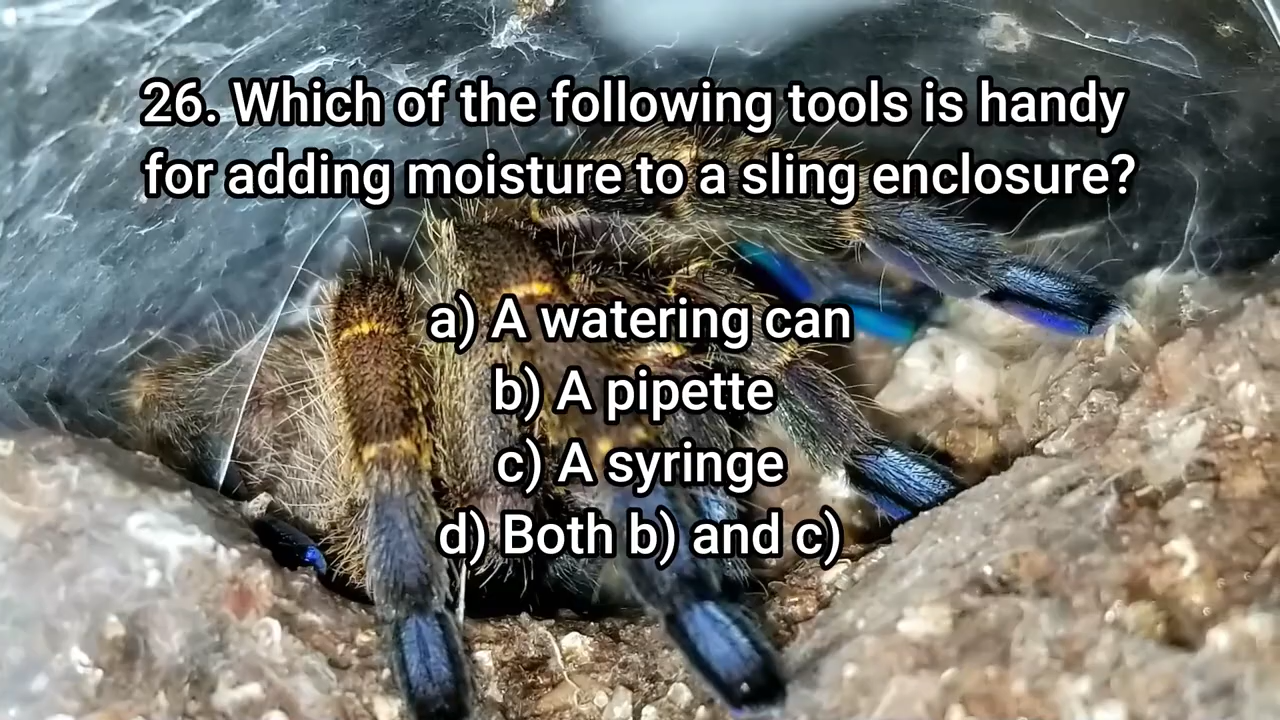 26. Which of the following tools is handy
for adding moisture to a sling enclosure?
a) A watering can
b) A pipette
c) A syringe
d) Both b) and c)